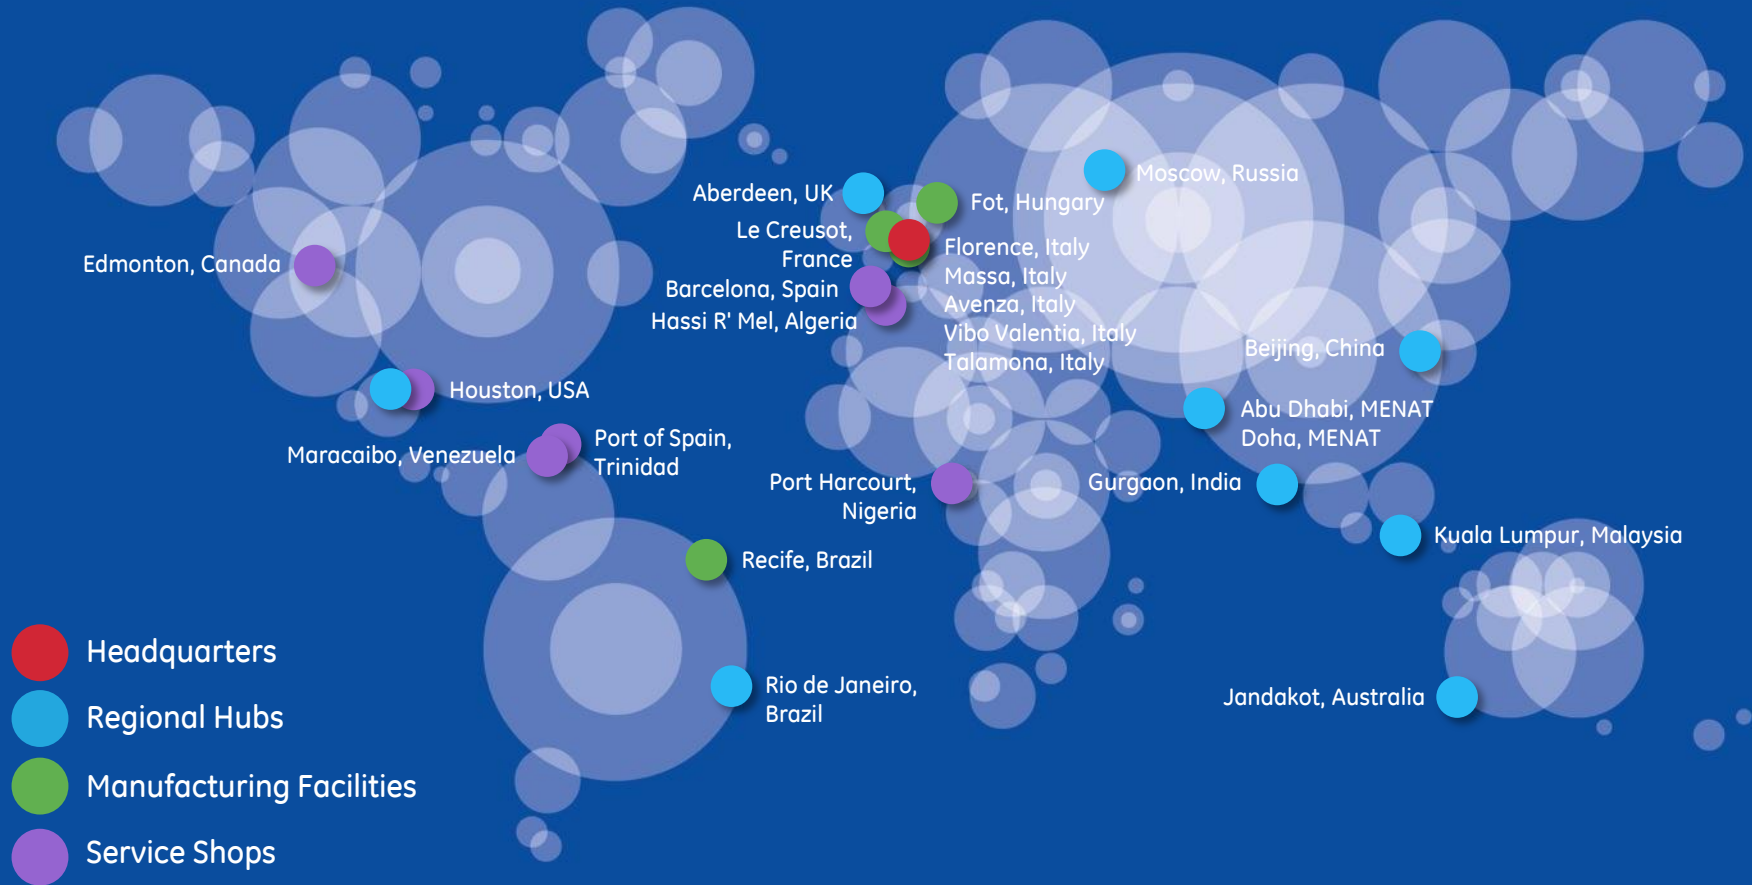 Moscow, Russia
Aberdeen, UK
Fot, Hungary
Le Creusot,
France
Florence, Italy
Massa, Italy
Avenza, Italy
Vibo Valentia, Italy
Talamona, Italy
Edmonton, Canada
Barcelona, Spain
Hassi R' Mel, Algeria
Beijing, China
Houston, USA
Abu Dhabi, MENAT
Doha, MENAT
Maracaibo, Venezuela
Port of Spain,
Trinidad
Port Harcourt,
Nigeria
Gurgaon, India
Kuala Lumpur, Malaysia
Recife, Brazil
Rio de Janeiro,
Brazil
Jandakot, Australia
Headquarters
Regional Hubs
Manufacturing Facilities
Service Shops